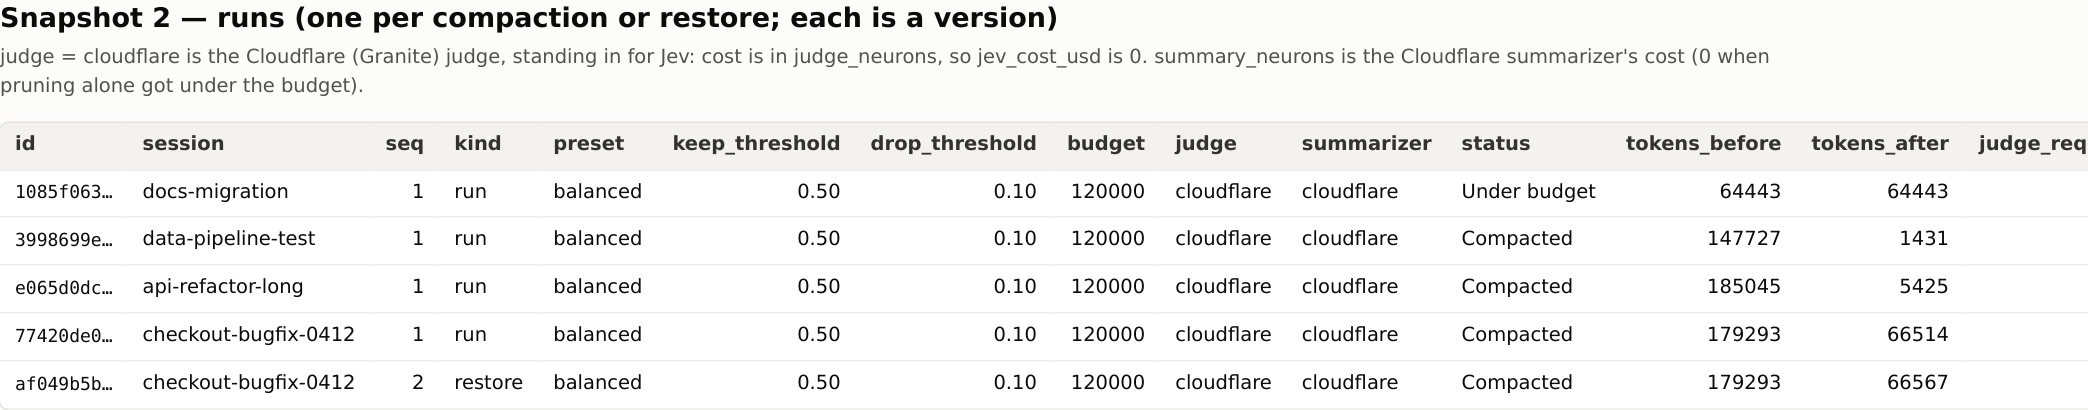 Snapshot 2 — runs (one per compaction or restore; each is a version)
judge = cloudflare is the Cloudflare (Granite) judge, standing in for Jev: cost is in judge_neurons, so jev_cost_usd is 0. summary_neurons is the Cloudflare summarizer's cost (0 when
pruning alone got under the budget).
id session seq kind preset keep_threshold drop_threshold budget judge summarizer status tokens_before tokens_after judge_req
1085f063… docs-migration 1 run balanced 0.50 0.10 120000 cloudflare cloudflare Under budget 64443 64443
3998699e… data-pipeline-test 1 run balanced 0.50 0.10 120000 cloudflare cloudflare Compacted 147727 1431
e065d0dc… api-refactor-long 1 run balanced 0.50 0.10 120000 cloudflare cloudflare Compacted 185045 5425
77420de0… checkout-bugfix-0412 1 run balanced 0.50 0.10 120000 cloudflare cloudflare Compacted 179293 66514
af049b5b… checkout-bugfix-0412 2 restore balanced 0.50 0.10 120000 cloudflare cloudflare Compacted 179293 66567